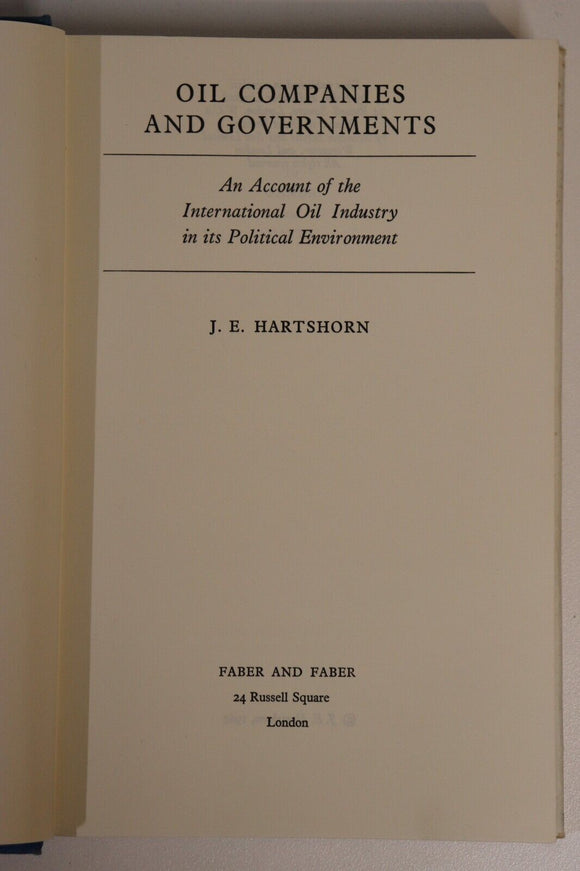 OIL COMPANIES
AND GOVERNMENTS
An Account of the
International Oil Industry
in its Political Environment
J. E. HARTSHORN
FABER AND FABER
24 Russell Square
London